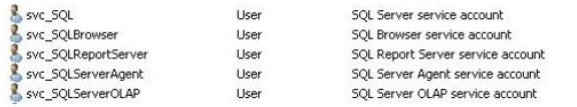 svc_SQL User SQL Server service account
svc_SQLBrowser User SQL Browser service account
svc_SQLReportServer User SQL Report Server service account
svc_SQLServerAgent User SQL Server Agent service account
svc_SQLServerOLAP User SQL Server OLAP service account